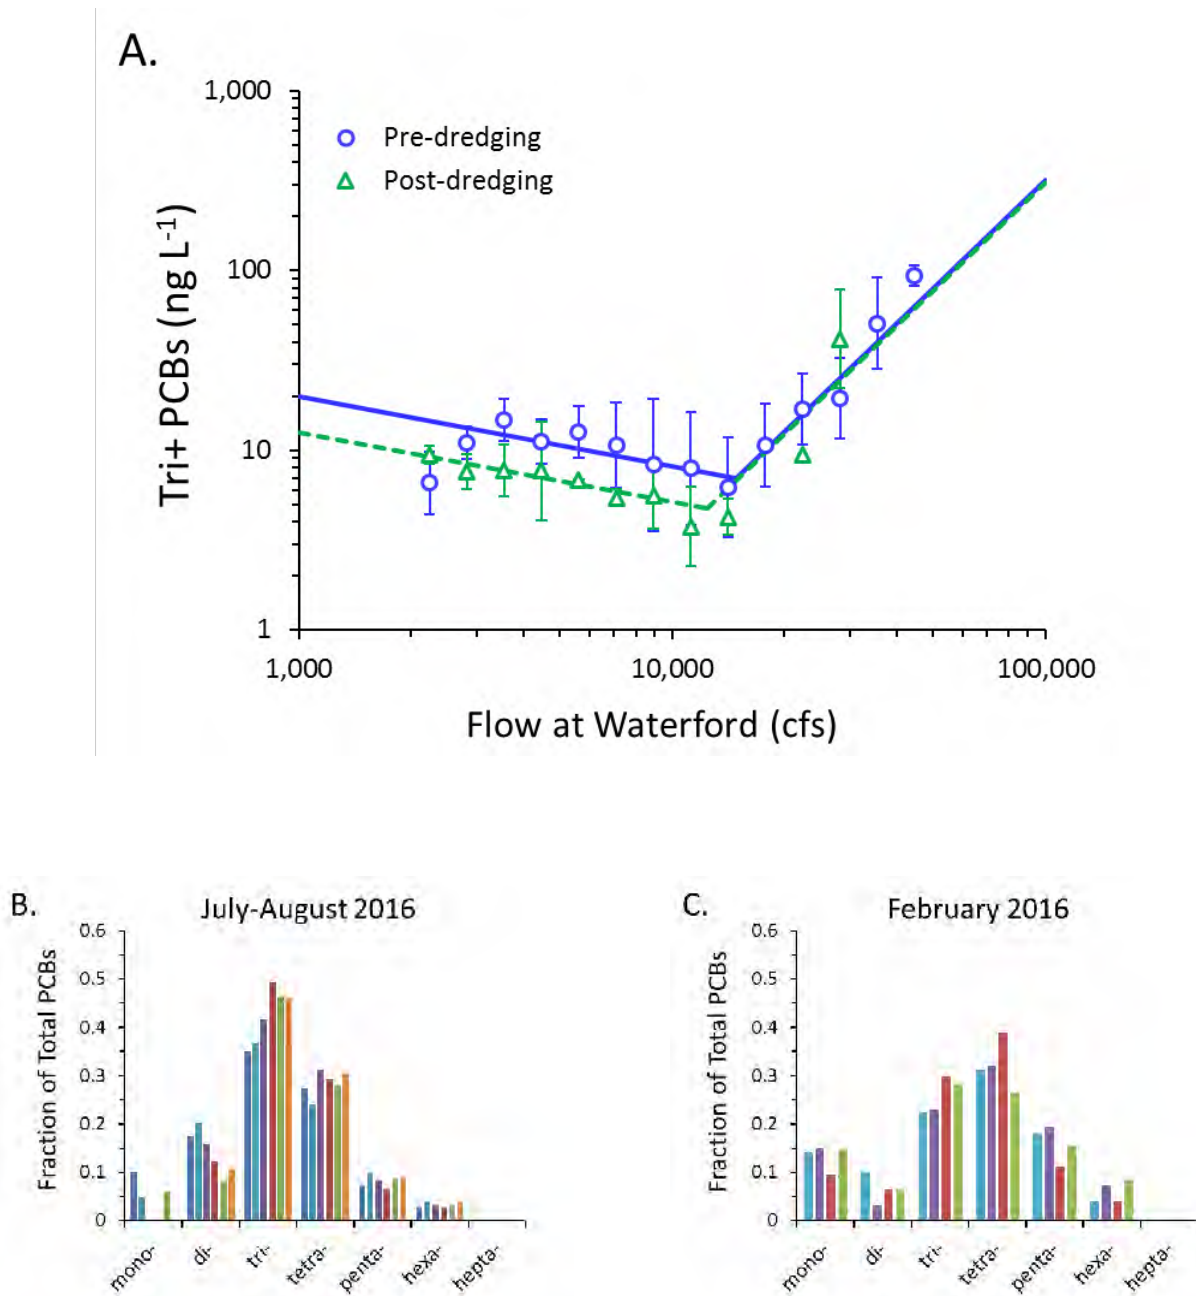 A.
1,000
Pre-dredging
Post-dredging
Tri+ PCBs (ng L-1)
100
10
1
1,000 10,000 100,000
Flow at Waterford (cfs)
B. July-August 2016
Fraction of Total PCBs
0.6
0.5
0.4
0.3
0.2
0.1
0
mono- di- tri- tetra- penta- hexa- hepta-
C. February 2016
Fraction of Total PCBs
0.6
0.5
0.4
0.3
0.2
0.1
0
mono- di- tri- tetra- penta- hexa- hepta-